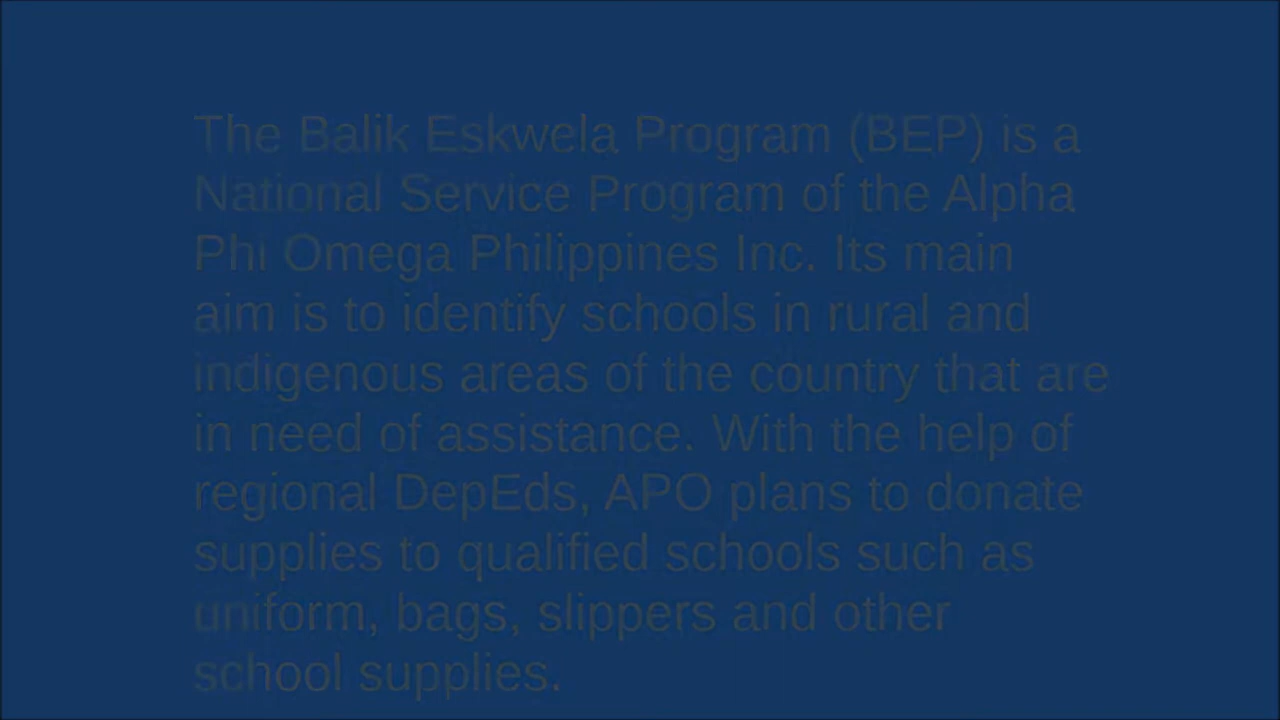 The Balik Eskwela Program (BEP) is a
National Service Program of the Alpha
Phi Omega Philippines Inc. Its main
aim is to identify schools in rural and
indigenous areas of the country that are
in need of assistance. With the help of
regional DepEds, APO plans to donate
supplies to qualified schools such as
uniform, bags, slippers and other
school supplies.